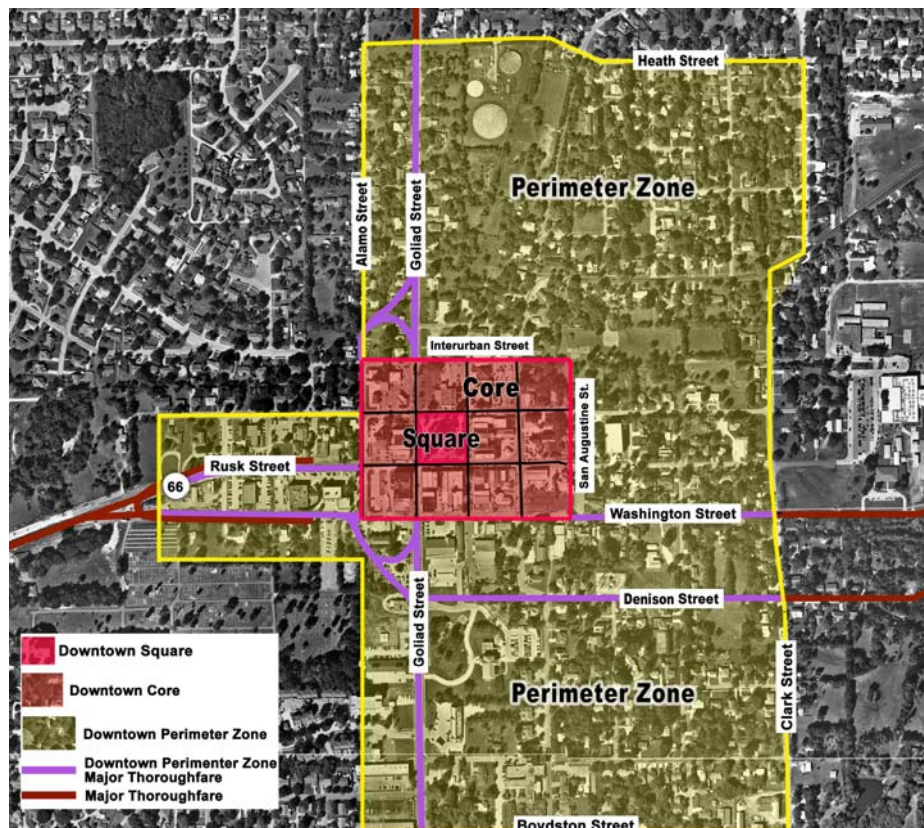 Heath Street
Perimeter Zone
Alamo Street
Goliad Street
Interurban Street
Core
Square
San Augustine St.
Rusk Street
66
Washington Street
Denison Street
Goliad Street
Clark Street
Perimeter Zone
Downtown Square
Downtown Core
Downtown Perimeter Zone
Downtown Perimenter Zone
Major Thoroughfare
Major Thoroughfare
Boydston Street